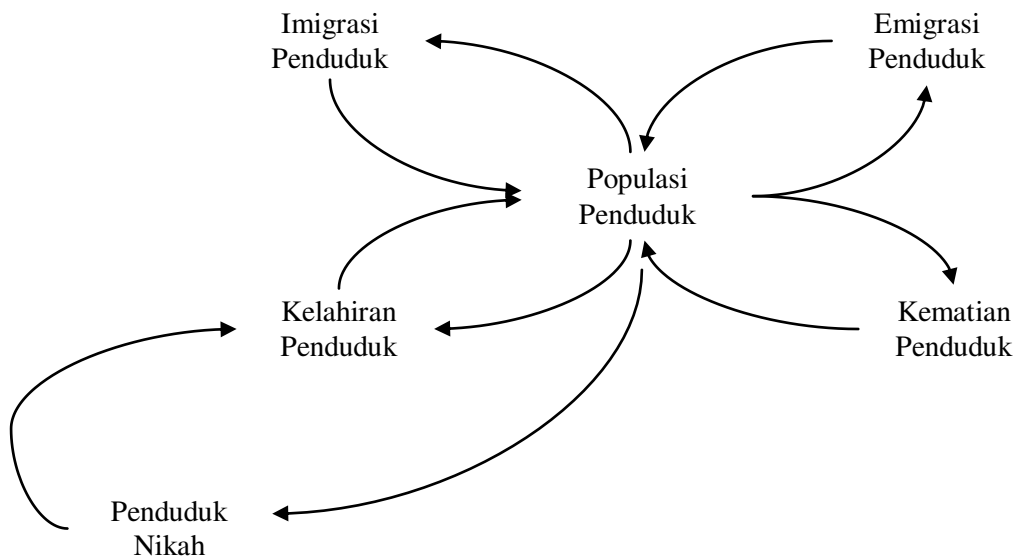 Imigrasi
Penduduk
Emigrasi
Penduduk
Populasi
Penduduk
Kelahiran
Penduduk
Kematian
Penduduk
Penduduk
Nikah